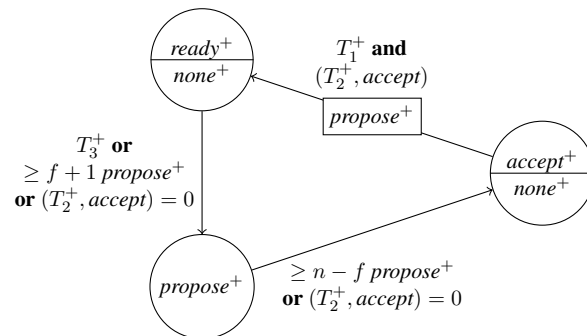 ready⁺
none⁺
T₁⁺ and
(T₂⁺, accept)
propose⁺
T₃⁺ or
≥ f + 1 propose⁺
or (T₂⁺, accept) = 0
accept⁺
none⁺
propose⁺
≥ n − f propose⁺
or (T₂⁺, accept) = 0